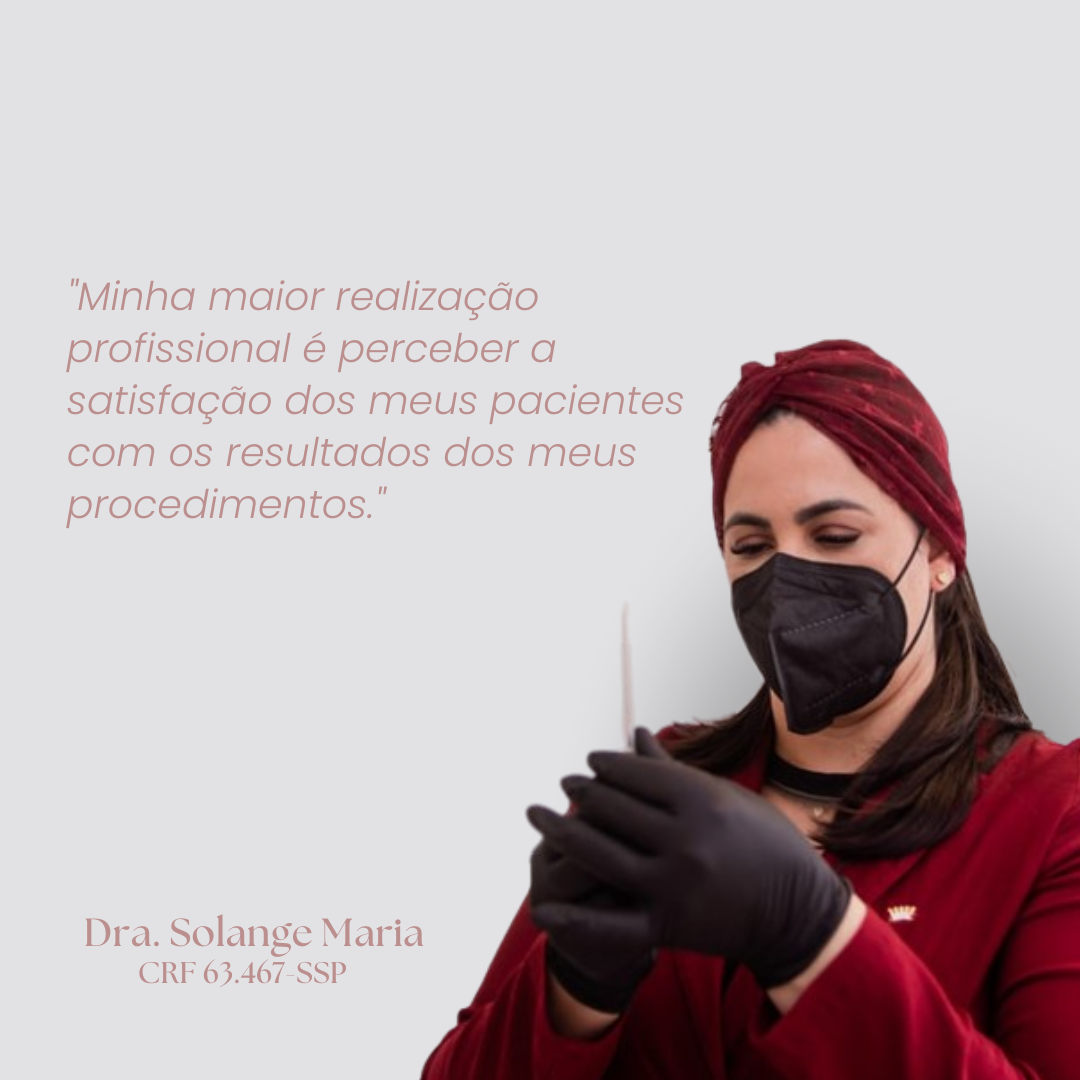 "Minha maior realização
profissional é perceber a
satisfação dos meus pacientes
com os resultados dos meus
procedimentos."
Dra. Solange Maria
CRF 63.467-SSP